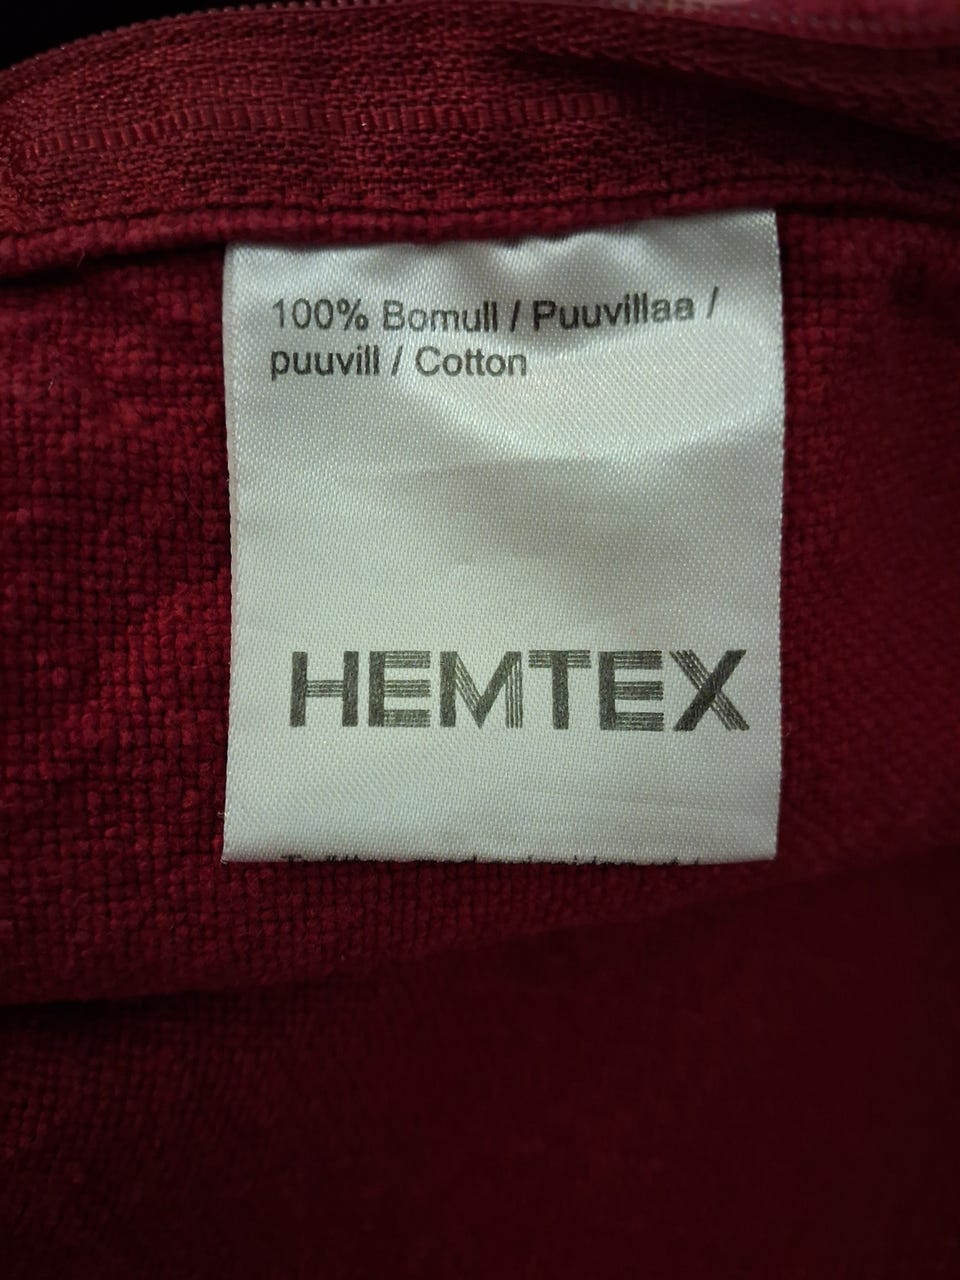 100% Bomull / Puuvillaa /
puuvill / Cotton
HEMTEX